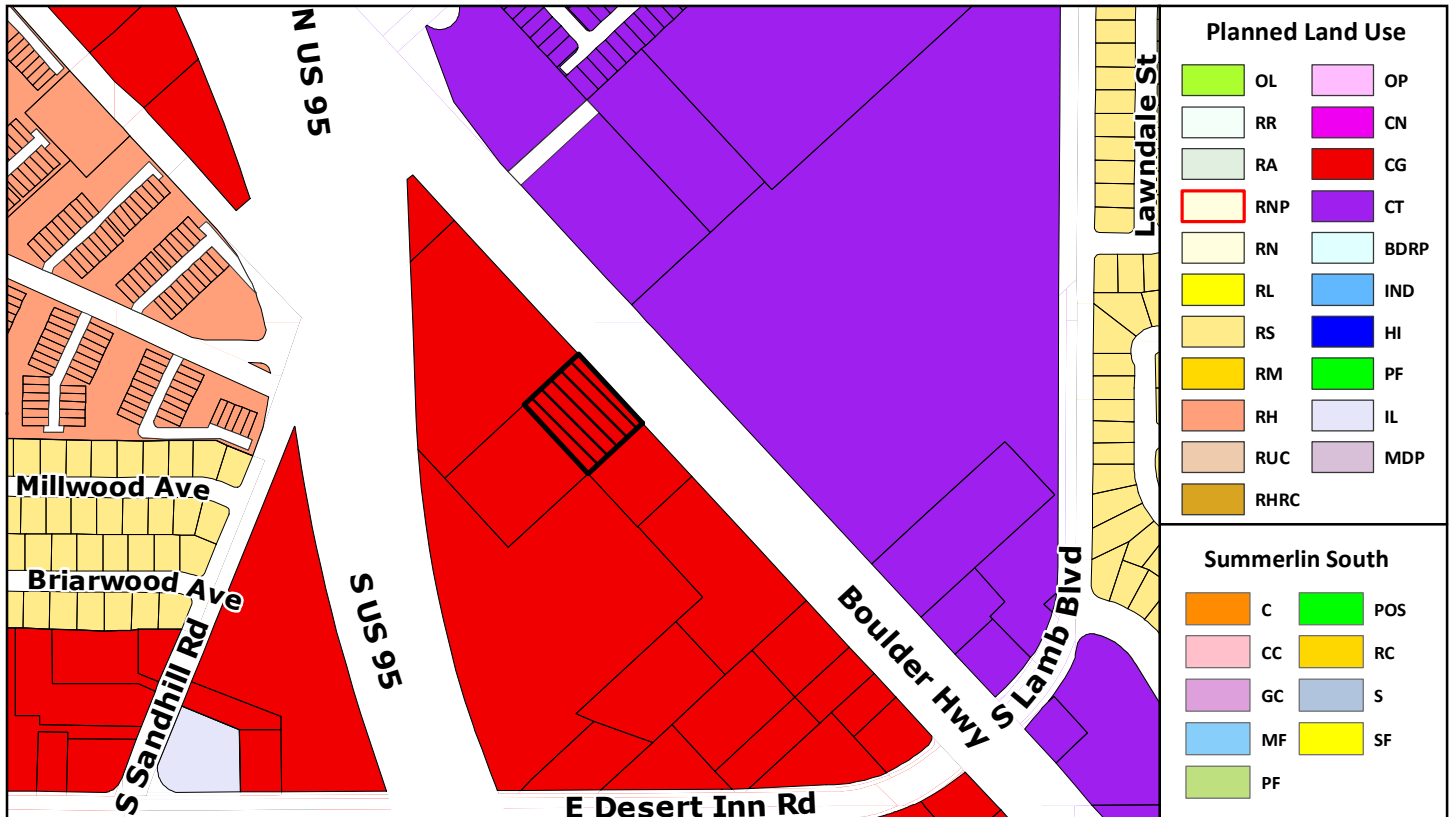 N US 95
Lawndale St
Millwood Ave
Briarwood Ave
S US 95
S Sandhill Rd
Boulder Hwy
S Lamb Blvd
E Desert Inn Rd
Planned Land Use
OL OP
RR CN
RA CG
RNP CT
RN BDRP
RL IND
RS HI
RM PF
RH IL
RUC MDP
RHRC
Summerlin South
C POS
CC RC
GC S
MF SF
PF